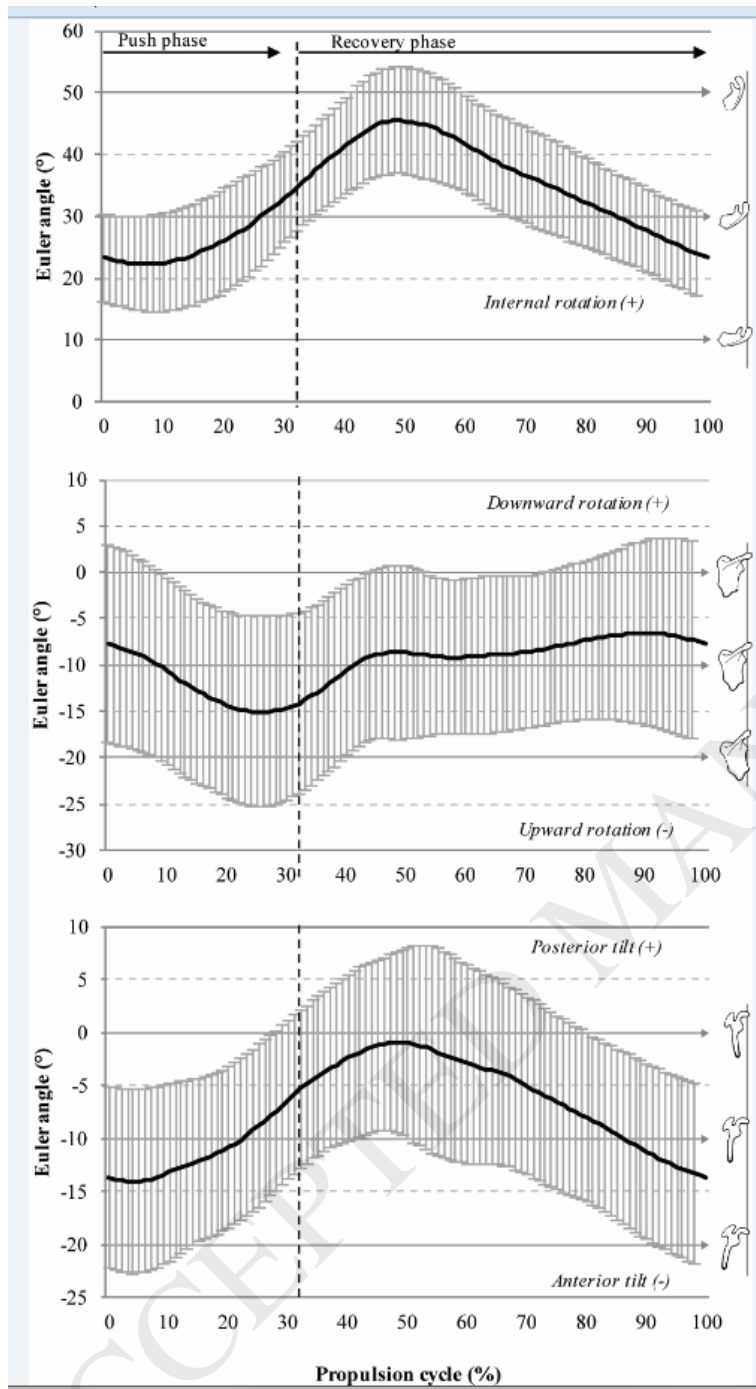 60
Push phase
Recovery phase
50
40
30
20
10
0
Euler angle (°)
Internal rotation (+)
0 10 20 30 40 50 60 70 80 90 100
10
5
0
-5
-10
-15
-20
-25
-30
Euler angle (°)
Downward rotation (+)
Upward rotation (-)
0 10 20 30 40 50 60 70 80 90 100
10
5
0
-5
-10
-15
-20
-25
Euler angle (°)
Posterior tilt (+)
Anterior tilt (-)
0 10 20 30 40 50 60 70 80 90 100
Propulsion cycle (%)
CCEPTED MAN